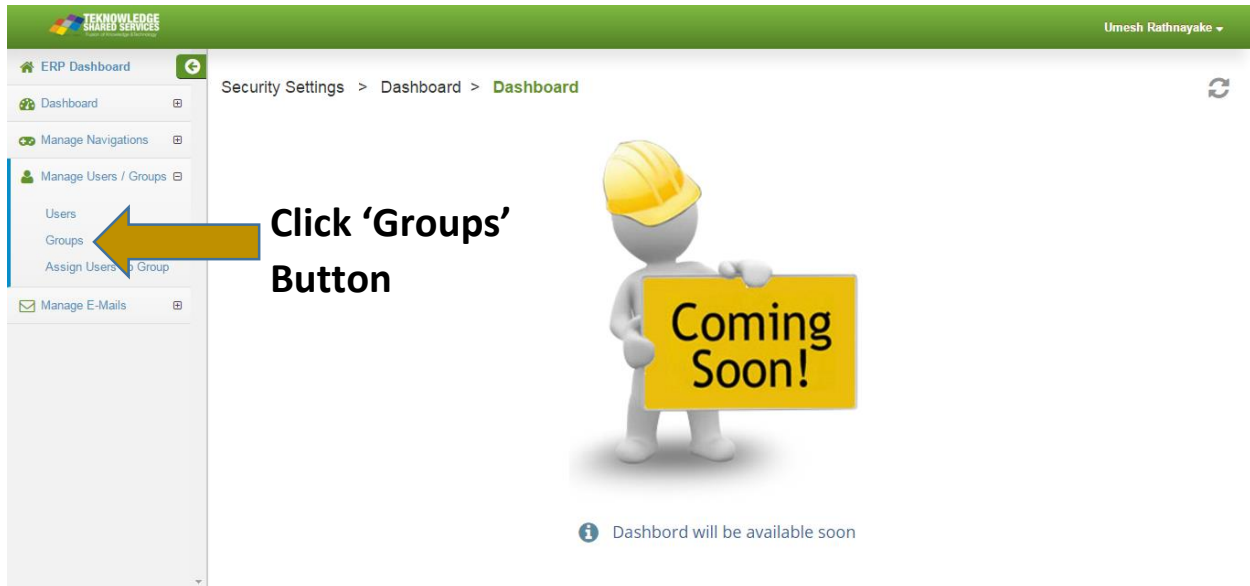 TEKNOWLEDGE
SHARED SERVICES
Umesh Rathnayake
ERP Dashboard
Security Settings > Dashboard > Dashboard
Dashboard
Manage Navigations
Manage Users / Groups
Users
Groups
Assign Users to Group
Manage E-Mails
Click ‘Groups’
Button
Coming
Soon!
Dashbord will be available soon